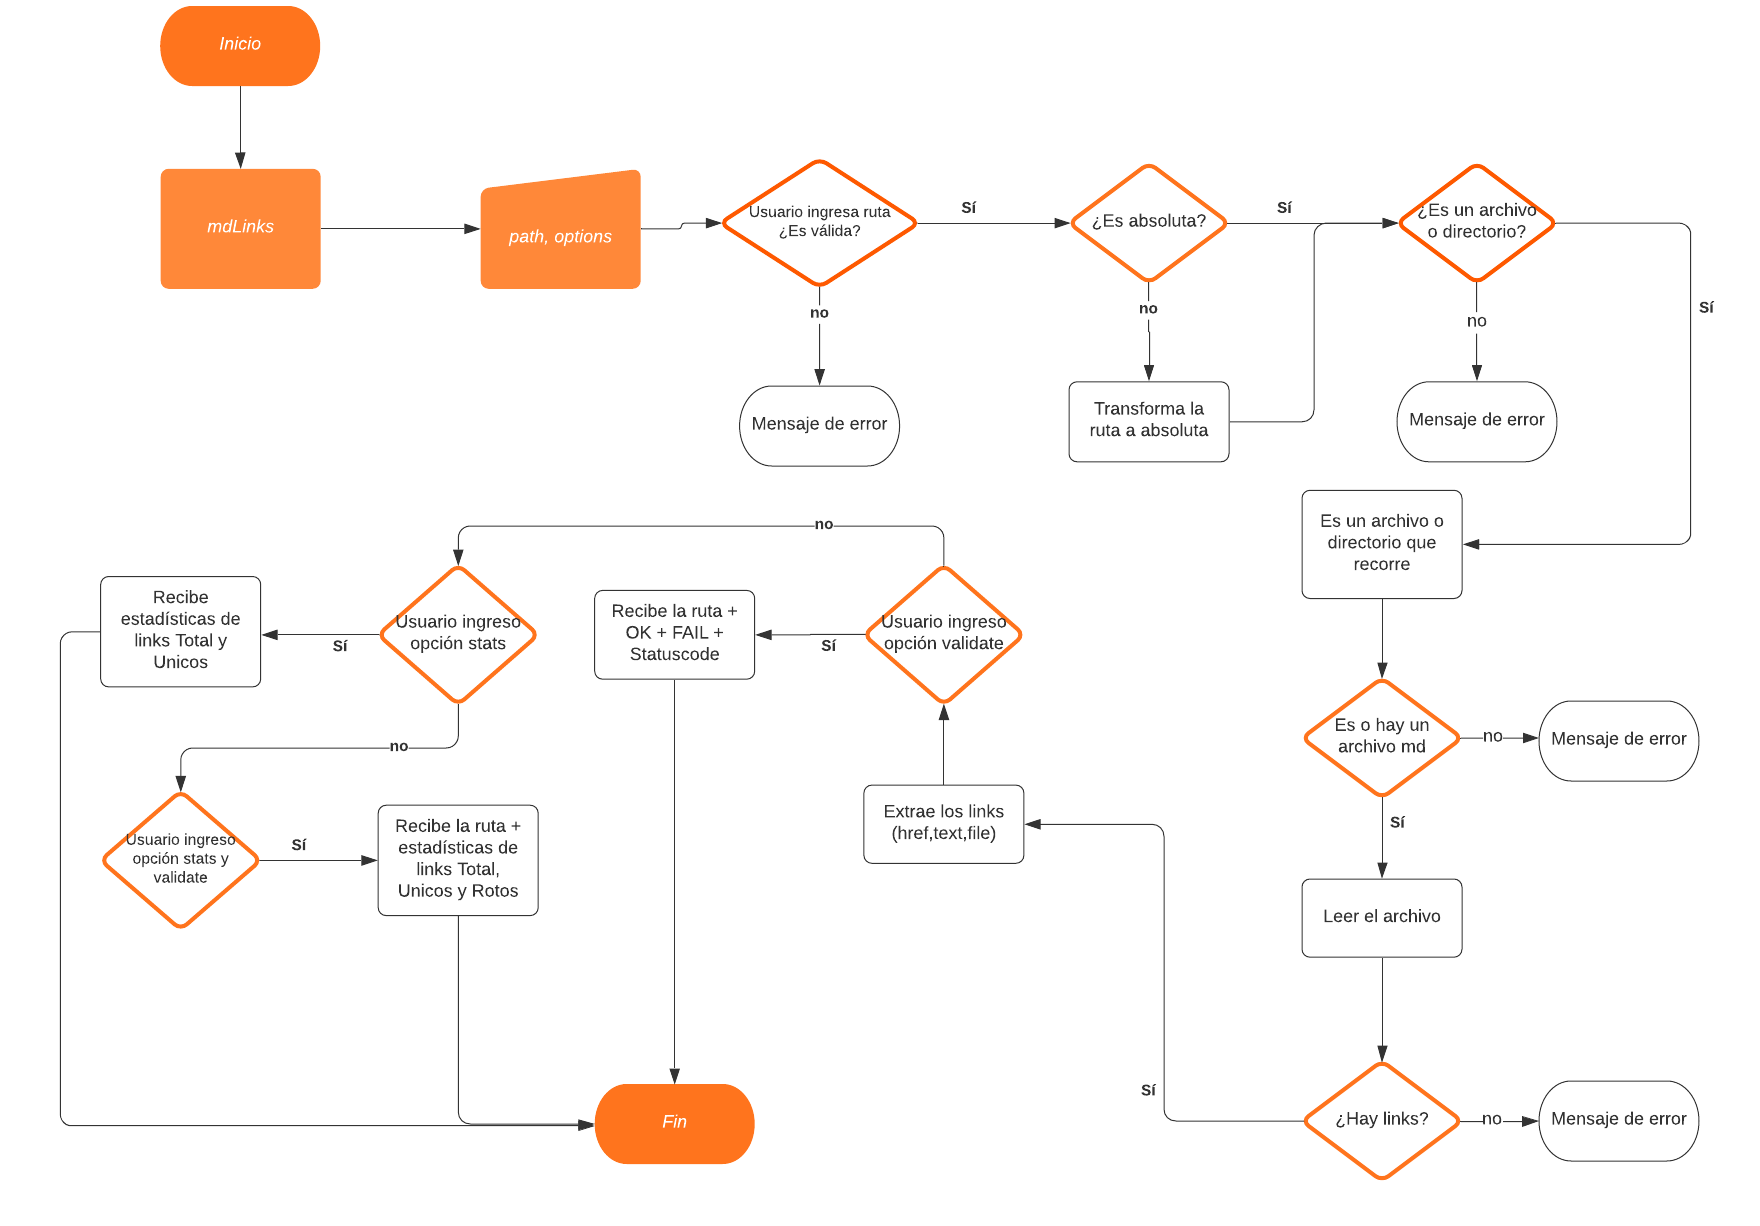 Inicio
mdLinks
path, options
Usuario ingresa ruta
¿Es válida?
Sí
¿Es absoluta?
Sí
¿Es un archivo
o directorio?
Sí
no
no
no
Mensaje de error
Transforma la
ruta a absoluta
Mensaje de error
Es un archivo o
directorio que
recorre
no
Recibe
estadísticas de
links Total y
Unicos
Sí
Usuario ingreso
opción stats
Recibe la ruta +
OK + FAIL +
Statuscode
Sí
Usuario ingreso
opción validate
Es o hay un
archivo md
no
Mensaje de error
no
Sí
Usuario ingreso
opción stats y
validate
Sí
Recibe la ruta +
estadísticas de
links Total,
Unicos y Rotos
Extrae los links
(href,text,file)
Leer el archivo
Sí
¿Hay links?
no
Mensaje de error
Fin